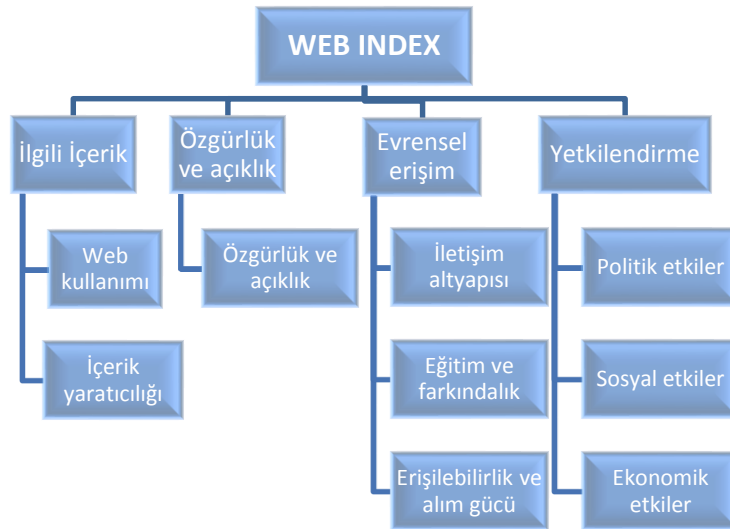 WEB INDEX
İlgili İçerik
Özgürlük
ve açıklık
Evrensel
erişim
Yetkilendirme
Web
kullanımı
İçerik
yaratıcılığı
Özgürlük ve
açıklık
İletişim
altyapısı
Eğitim ve
farkındalık
Erişilebilirlik ve
alım gücü
Politik etkiler
Sosyal etkiler
Ekonomik
etkiler